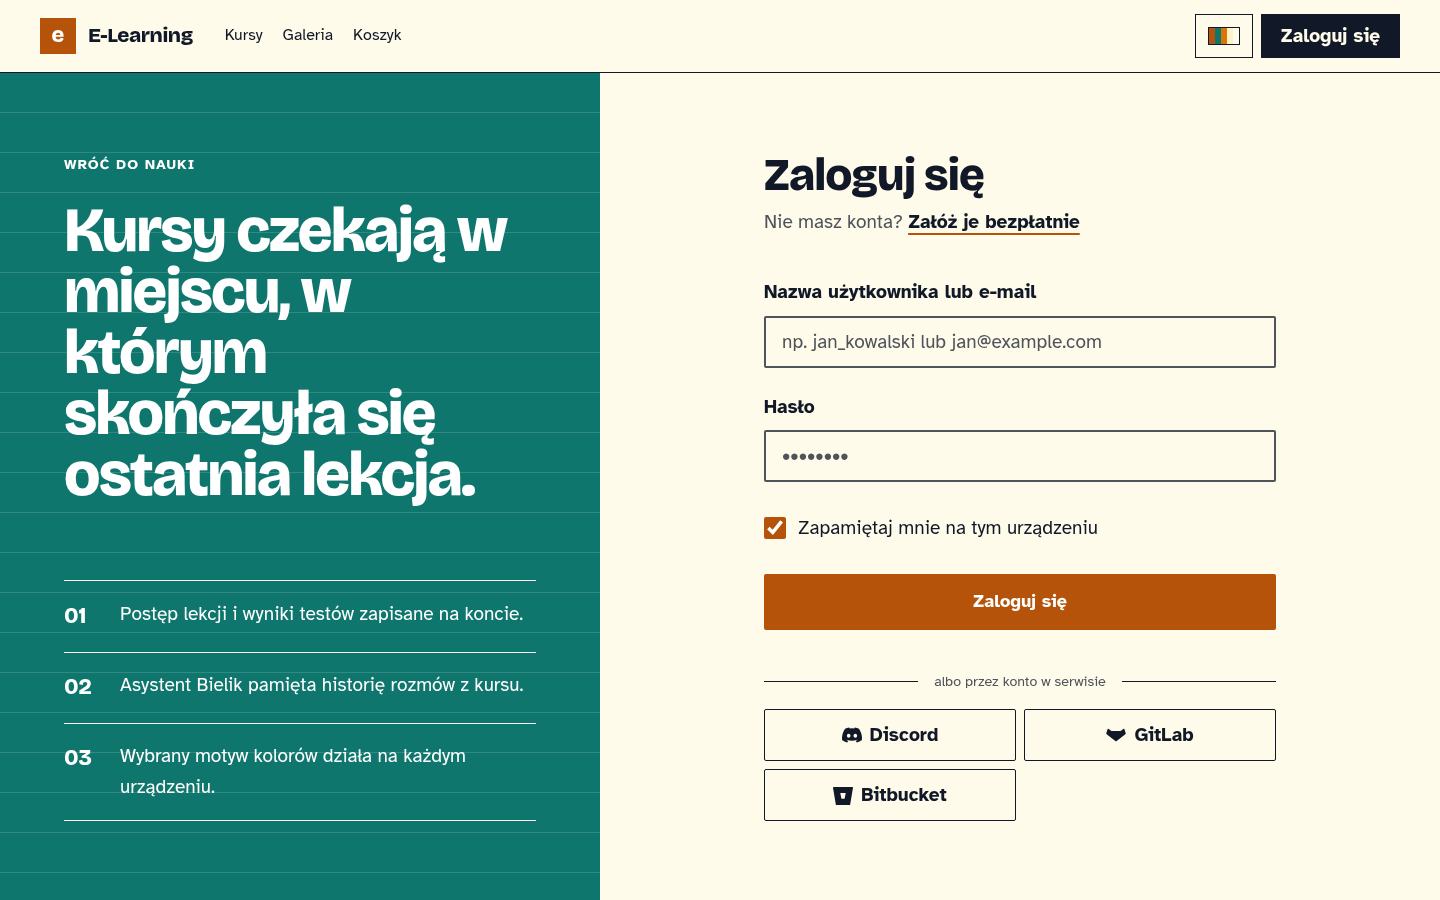 e E-Learning Kursy Galeria Koszyk Zaloguj się
WRÓĆ DO NAUKI
Kursy czekają w
miejscu, w
którym
skończyła się
ostatnia lekcja.
01 Postęp lekcji i wyniki testów zapisane na koncie.
02 Asystent Bielik pamięta historię rozmów z kursu.
03 Wybrany motyw kolorów działa na każdym
urządzeniu.
Zaloguj się
Nie masz konta? Załóż je bezpłatnie
Nazwa użytkownika lub e-mail
np. jan_kowalski lub jan@example.com
Hasło
••••••••
Zapamiętaj mnie na tym urządzeniu
Zaloguj się
albo przez konto w serwisie
Discord GitLab
Bitbucket